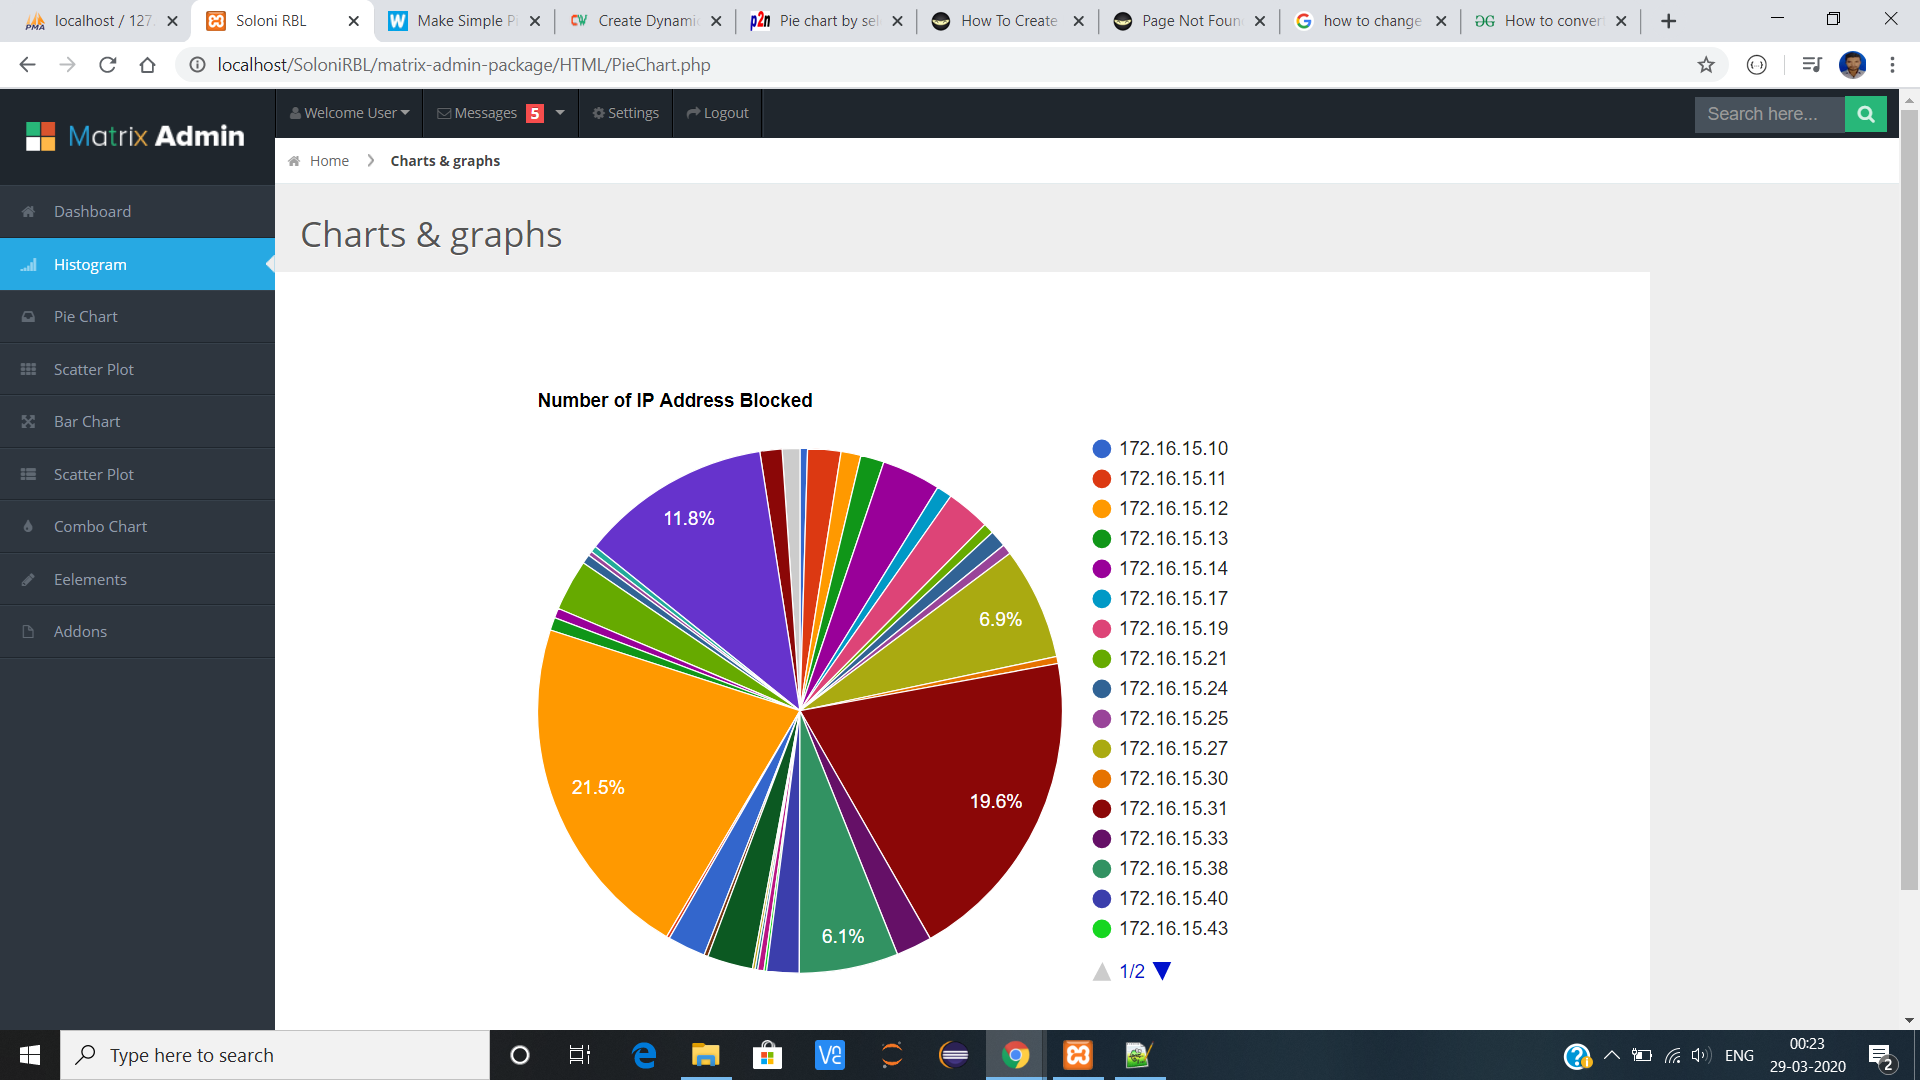 localhost / 127.
Soloni RBL
Make Simple P
Create Dynami
Pie chart by sel
How To Create
Page Not Foun
how to change
How to convert
localhost/SoloniRBL/matrix-admin-package/HTML/PieChart.php
Matrix Admin
Welcome User
Messages 5
Settings
Logout
Search here...
Home
Charts & graphs
Dashboard
Histogram
Pie Chart
Scatter Plot
Bar Chart
Scatter Plot
Combo Chart
Eelements
Addons
Charts & graphs
Number of IP Address Blocked
11.8%
6.9%
21.5%
19.6%
6.1%
172.16.15.10
172.16.15.11
172.16.15.12
172.16.15.13
172.16.15.14
172.16.15.17
172.16.15.19
172.16.15.21
172.16.15.24
172.16.15.25
172.16.15.27
172.16.15.30
172.16.15.31
172.16.15.33
172.16.15.38
172.16.15.40
172.16.15.43
1/2
Type here to search
ENG
00:23
29-03-2020
2